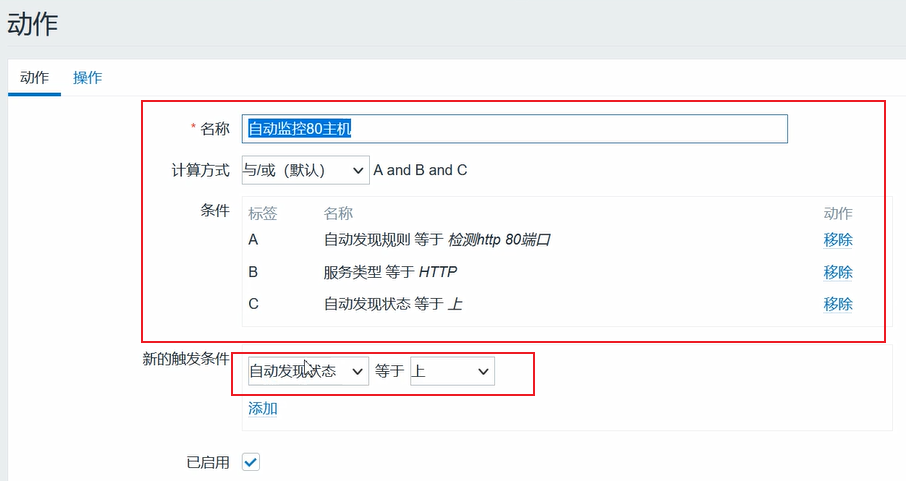 动作
动作 操作
* 名称 自动监控80主机
计算方式 与/或（默认） A and B and C
条件 标签 名称 动作
A 自动发现规则 等于 检测http 80端口 移除
B 服务类型 等于 HTTP 移除
C 自动发现状态 等于 上 移除
新的触发条件 自动发现状态 等于 上
添加
已启用